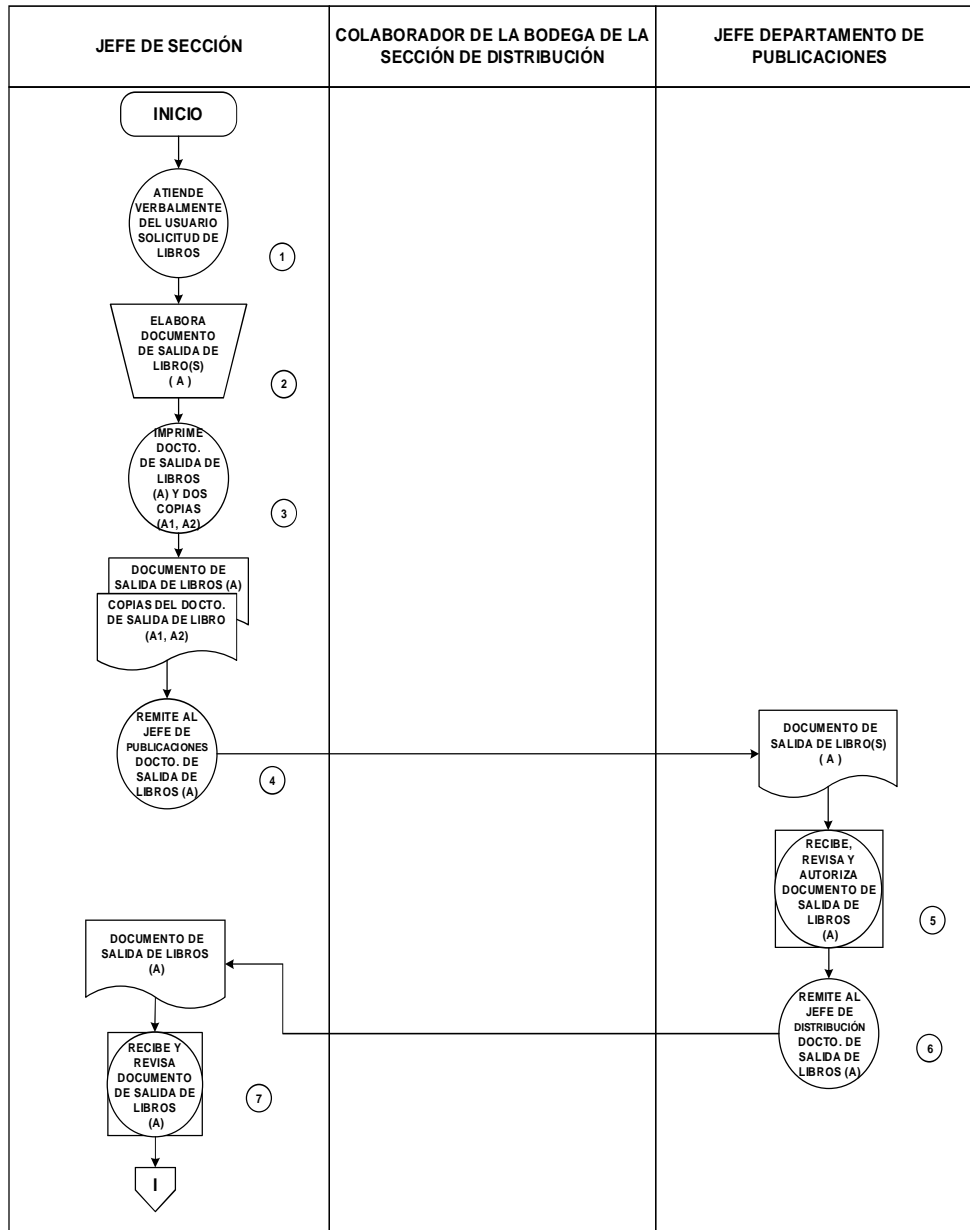 JEFE DE SECCIÓN
COLABORADOR DE LA BODEGA DE LA
SECCIÓN DE DISTRIBUCIÓN
JEFE DEPARTAMENTO DE
PUBLICACIONES
INICIO
ATIENDE
VERBALMENTE
DEL USUARIO
SOLICITUD DE
LIBROS
1
ELABORA
DOCUMENTO
DE SALIDA DE
LIBRO(S)
( A )
2
IMPRIME
DOCTO.
DE SALIDA DE
LIBROS
(A) Y DOS
COPIAS
(A1, A2)
3
DOCUMENTO DE
SALIDA DE LIBROS (A)
COPIAS DEL DOCTO.
DE SALIDA DE LIBRO
(A1, A2)
REMITE AL
JEFE DE
PUBLICACIONES
DOCTO. DE
SALIDA DE
LIBROS (A)
4
DOCUMENTO DE
SALIDA DE LIBRO(S)
( A )
RECIBE,
REVISA Y
AUTORIZA
DOCUMENTO DE
SALIDA DE
LIBROS
(A)
5
REMITE AL
JEFE DE
DISTRIBUCIÓN
DOCTO. DE
SALIDA DE
LIBROS (A)
6
DOCUMENTO DE
SALIDA DE LIBROS
(A)
RECIBE Y
REVISA
DOCUMENTO
DE SALIDA DE
LIBROS
(A)
7
I